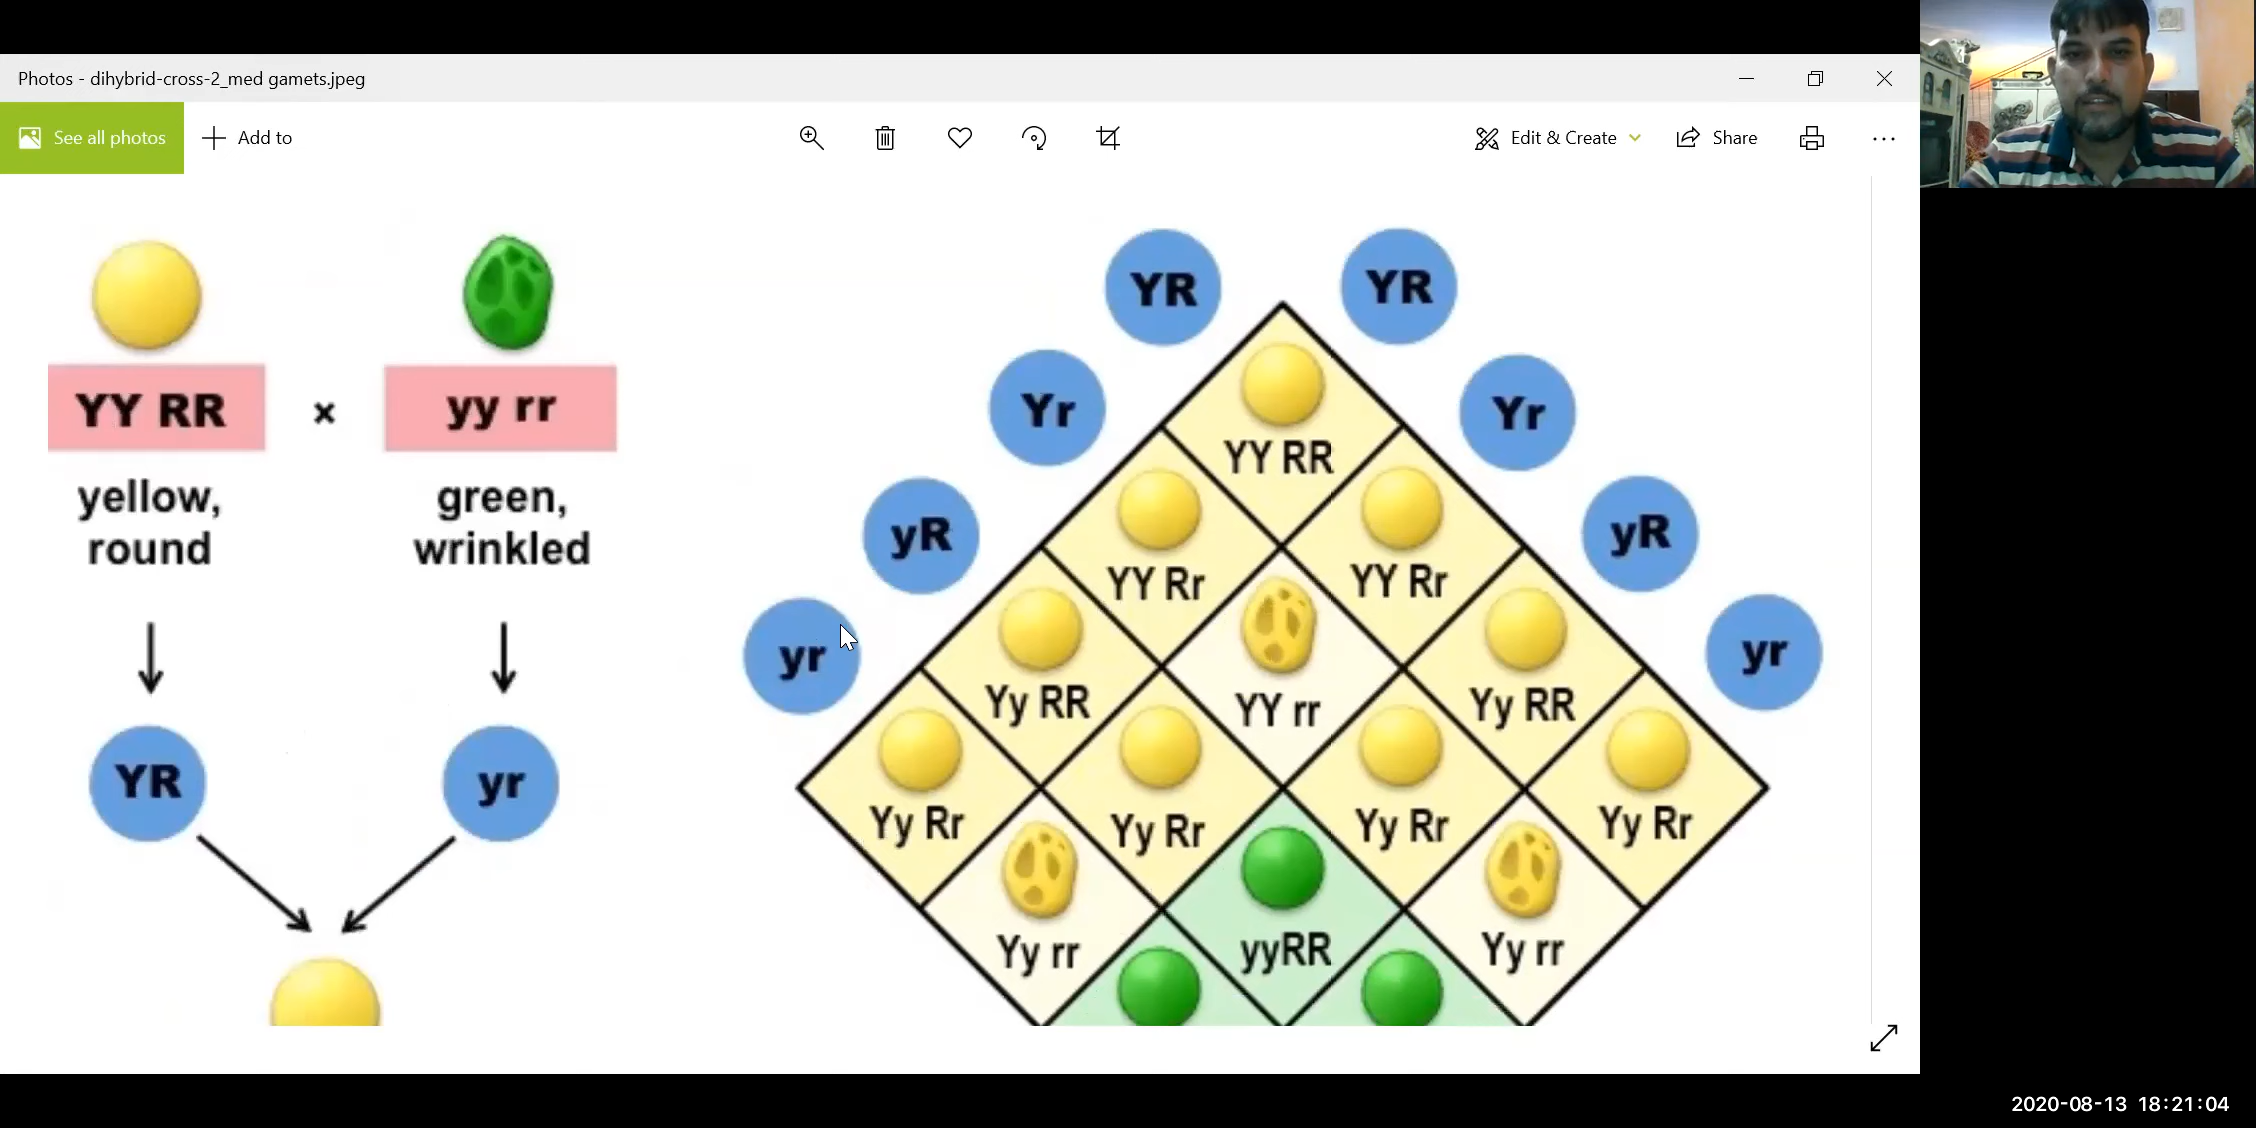 Photos - dihybrid-cross-2_med gamets.jpeg
See all photos
Add to
Edit & Create
Share
YY RR
×
yy rr
yellow,
round
green,
wrinkled
YR
yr
YR
YR
Yr
Yr
yR
yR
yr
yr
YY RR
YY Rr
YY Rr
Yy RR
YY rr
Yy RR
Yy Rr
Yy Rr
Yy Rr
Yy Rr
Yy rr
yyRR
Yy rr
2020-08-13 18:21:04